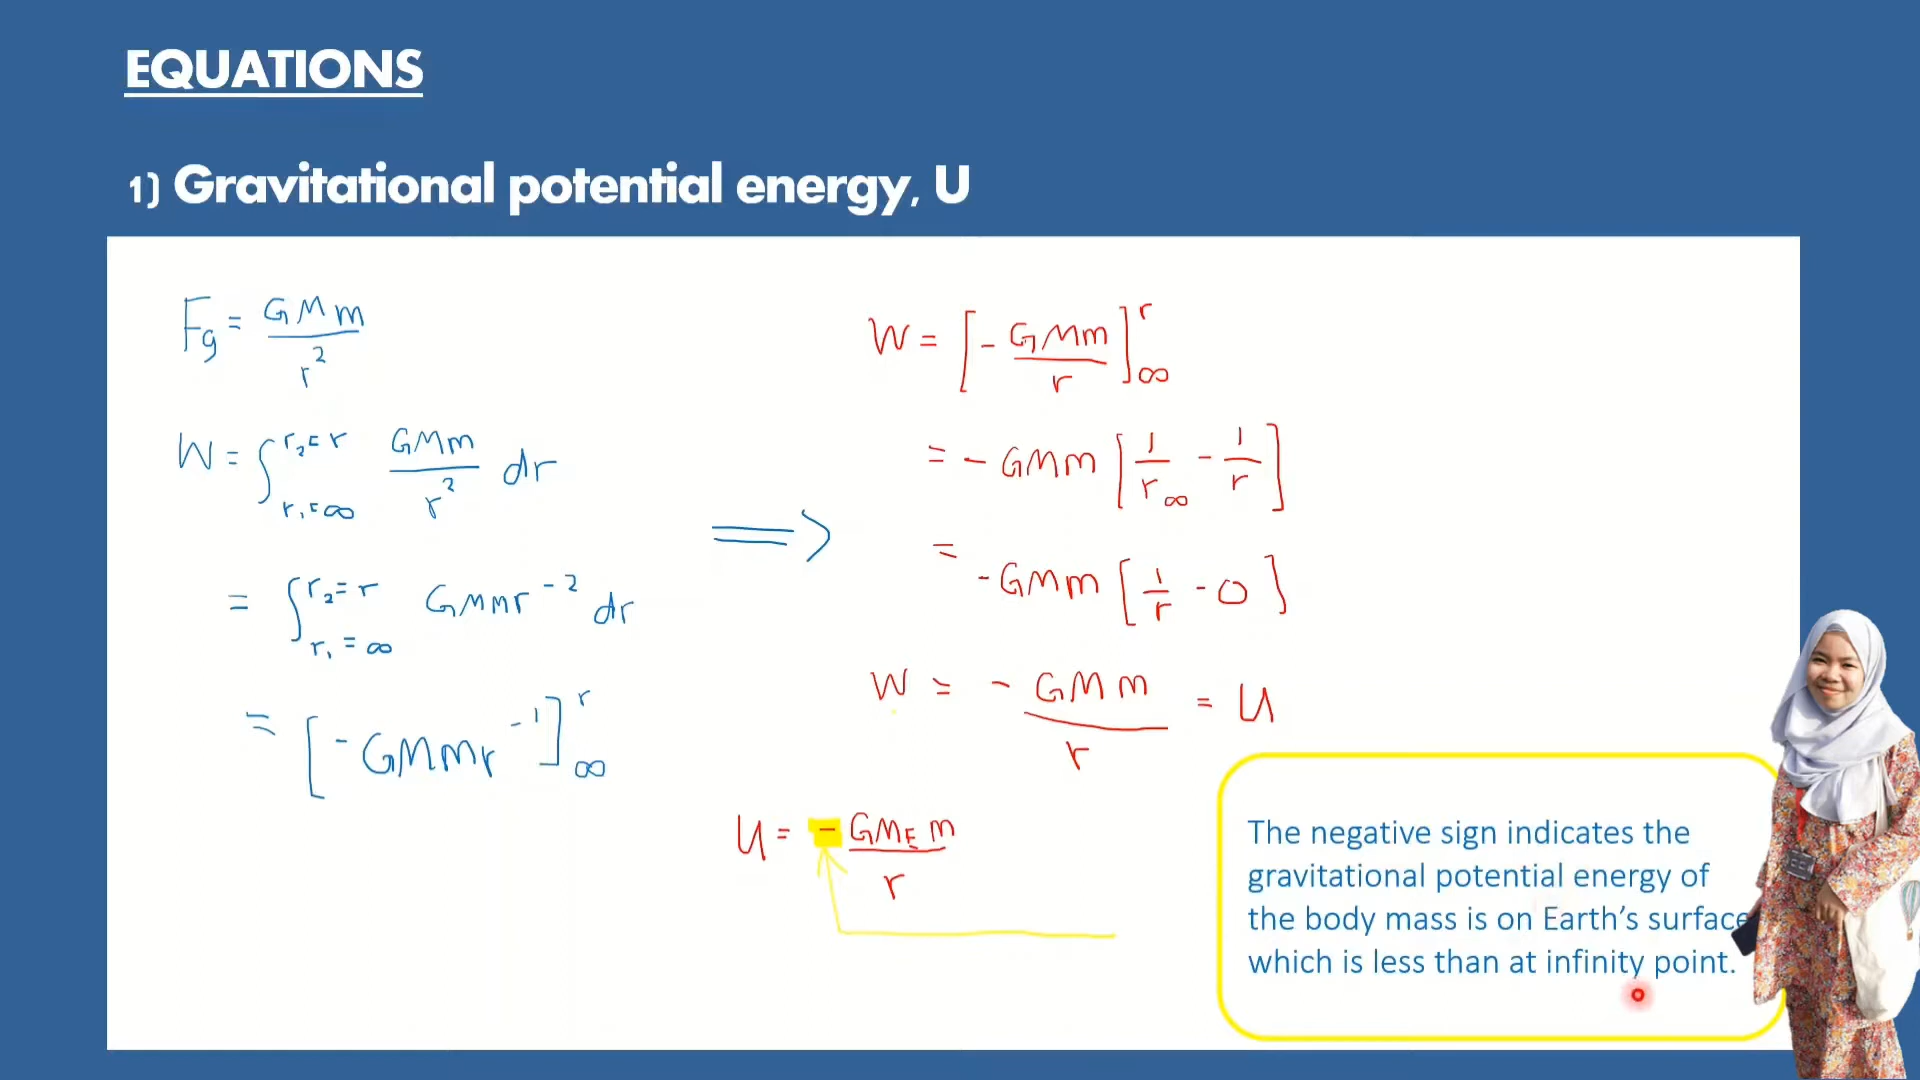 EQUATIONS
1) Gravitational potential energy, U
Fg = GMm / r²
W = ∫_{r₁=∞}^{r₂=r} GMm / r² dr
= ∫_{r₁=∞}^{r₂=r} GMmr⁻² dr
= [-GMmr⁻¹]_∞^r
⟹
W = [-GMm / r]_∞^r
= -GMm [1/r_∞ - 1/r]
= -GMm [1/r - 0]
W = -GMm / r = U
U = -GM_E m / r
The negative sign indicates the
gravitational potential energy of
the body mass is on Earth’s surface
which is less than at infinity point.